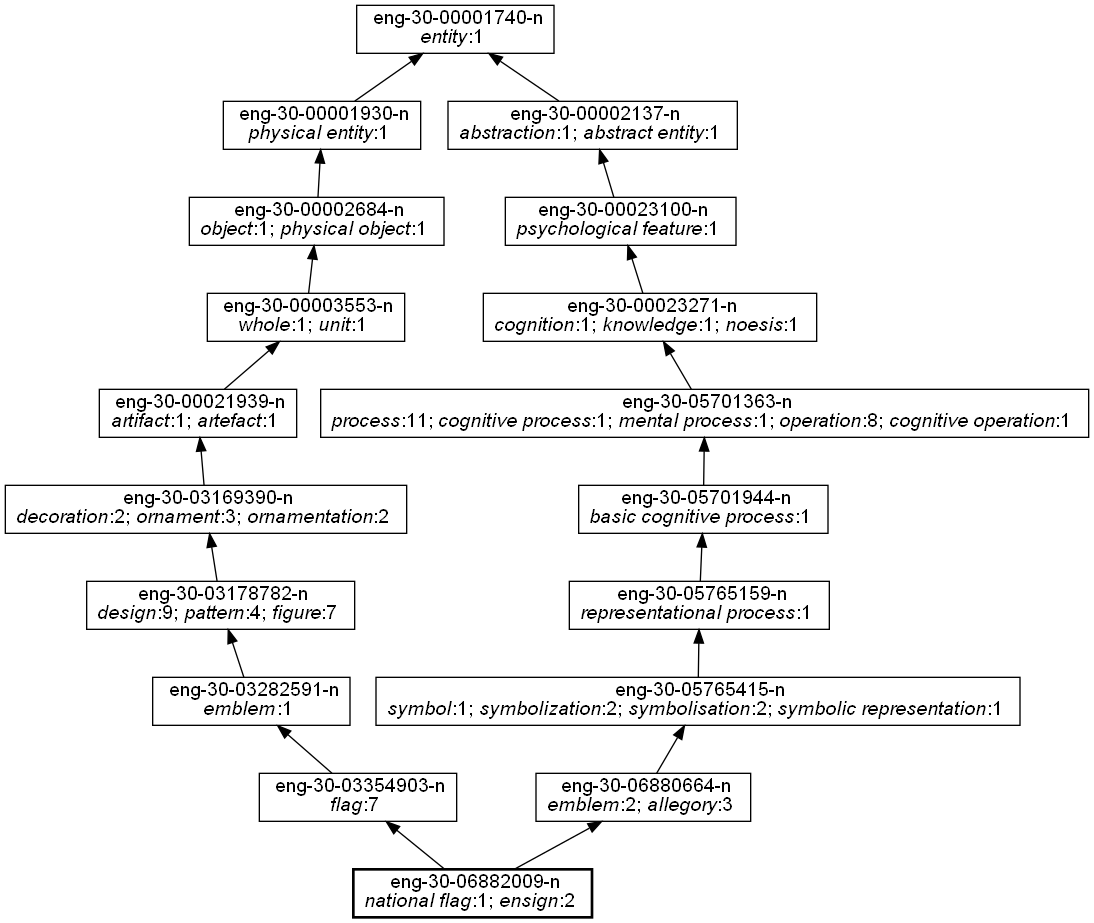 eng-30-00001740-n
entity:1
eng-30-00001930-n
physical entity:1
eng-30-00002137-n
abstraction:1; abstract entity:1
eng-30-00002684-n
object:1; physical object:1
eng-30-00023100-n
psychological feature:1
eng-30-00003553-n
whole:1; unit:1
eng-30-00023271-n
cognition:1; knowledge:1; noesis:1
eng-30-00021939-n
artifact:1; artefact:1
eng-30-05701363-n
process:11; cognitive process:1; mental process:1; operation:8; cognitive operation:1
eng-30-03169390-n
decoration:2; ornament:3; ornamentation:2
eng-30-05701944-n
basic cognitive process:1
eng-30-03178782-n
design:9; pattern:4; figure:7
eng-30-05765159-n
representational process:1
eng-30-03282591-n
emblem:1
eng-30-05765415-n
symbol:1; symbolization:2; symbolisation:2; symbolic representation:1
eng-30-03354903-n
flag:7
eng-30-06880664-n
emblem:2; allegory:3
eng-30-06882009-n
national flag:1; ensign:2